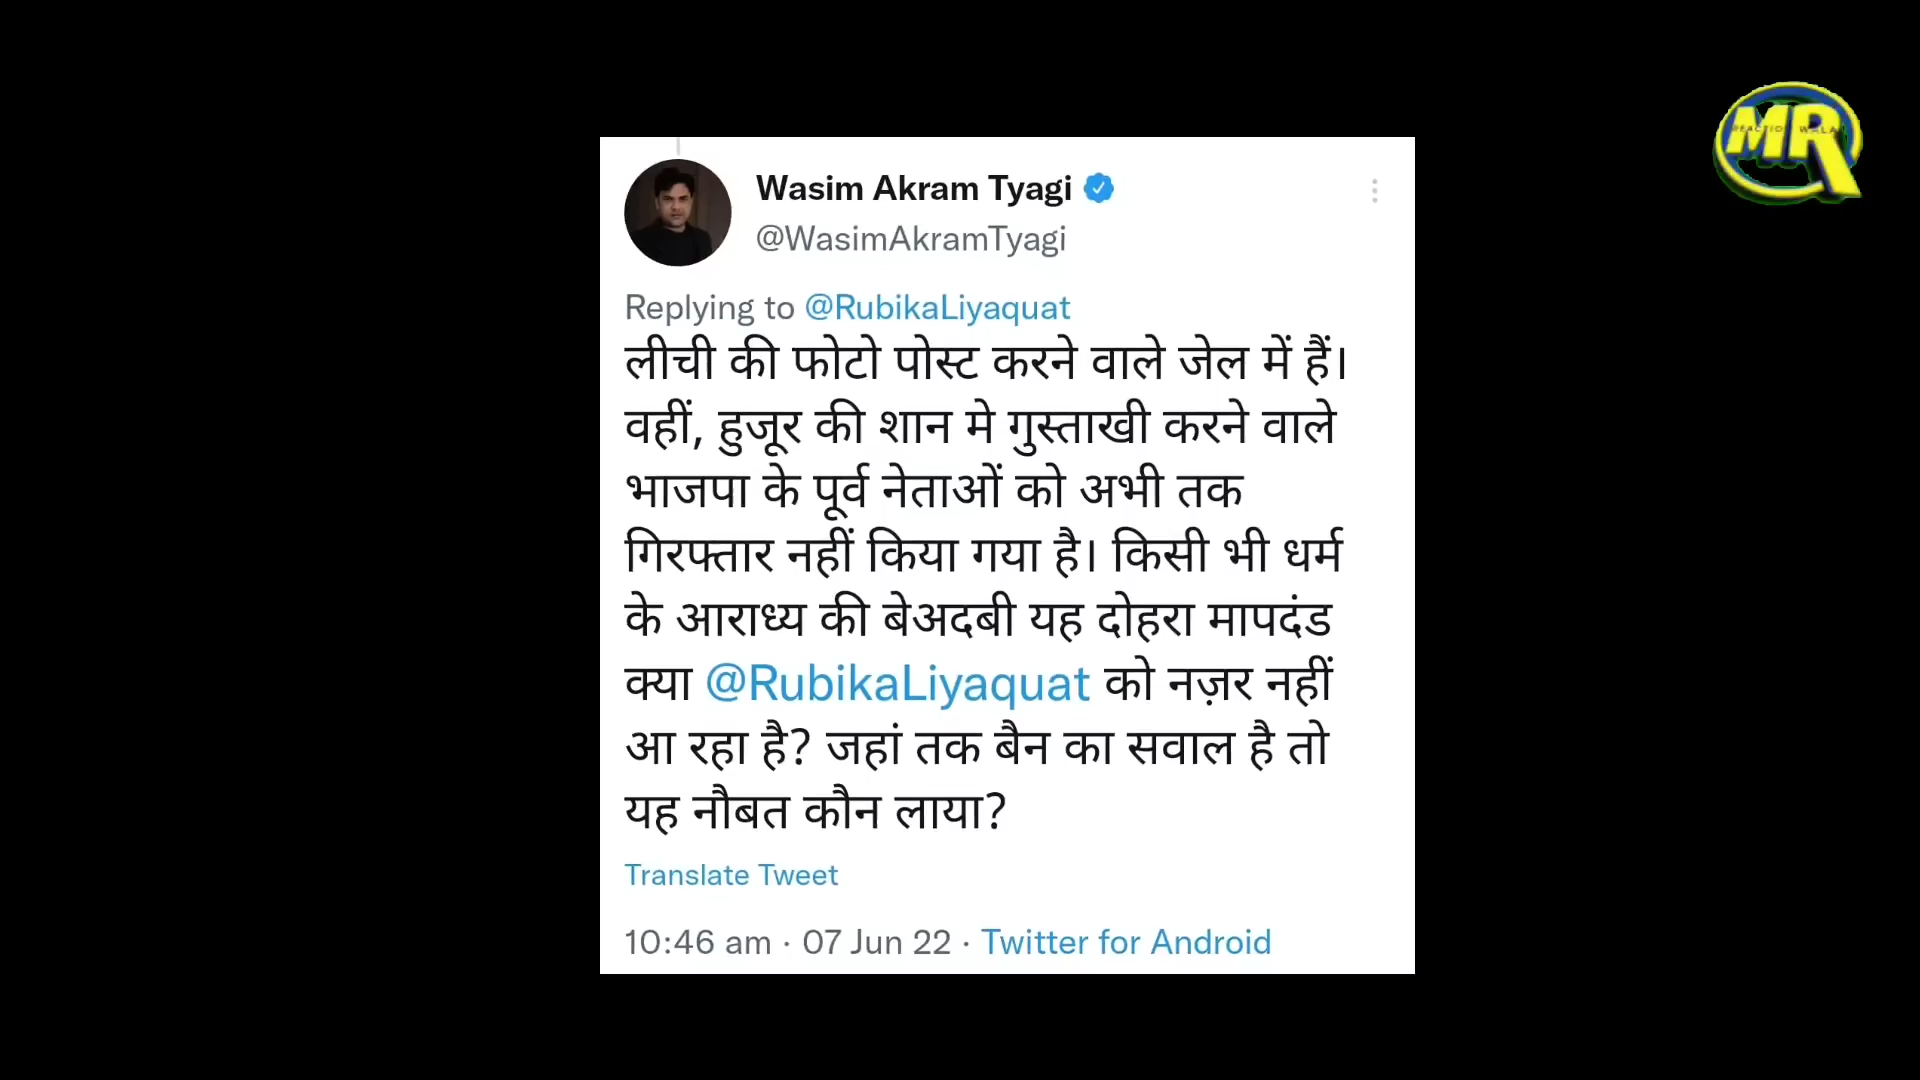 MR
REACTION WALA
Wasim Akram Tyagi
@WasimAkramTyagi
Replying to @RubikaLiyaquat
लीची की फोटो पोस्ट करने वाले जेल में हैं।
वहीं, हुजूर की शान मे गुस्ताखी करने वाले
भाजपा के पूर्व नेताओं को अभी तक
गिरफ्तार नहीं किया गया है। किसी भी धर्म
के आराध्य की बेअदबी यह दोहरा मापदंड
क्या @RubikaLiyaquat को नज़र नहीं
आ रहा है? जहां तक बैन का सवाल है तो
यह नौबत कौन लाया?
Translate Tweet
10:46 am · 07 Jun 22 · Twitter for Android